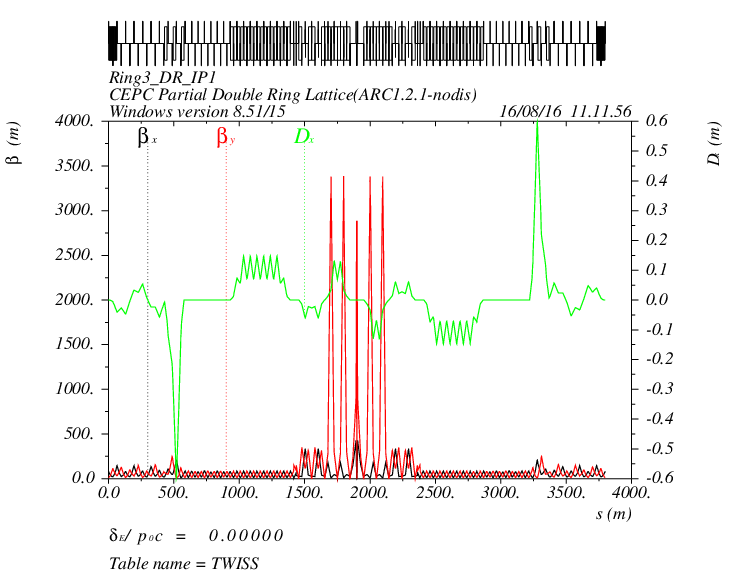 Ring3_DR_IP1
CEPC Partial Double Ring Lattice(ARC1.2.1-nodis)
Windows version 8.51/15 16/08/16 11.11.56
β (m)
4000.
3500.
3000.
2500.
2000.
1500.
1000.
500.
0.0
βx βy Dx
0.6
0.5
0.4
0.3
0.2
0.1
0.0
-0.1
-0.2
-0.3
-0.4
-0.5
-0.6
Dx (m)
0.0 500. 1000. 1500. 2000. 2500. 3000. 3500. 4000.
s (m)
δE/ p0c = 0.00000
Table name = TWISS